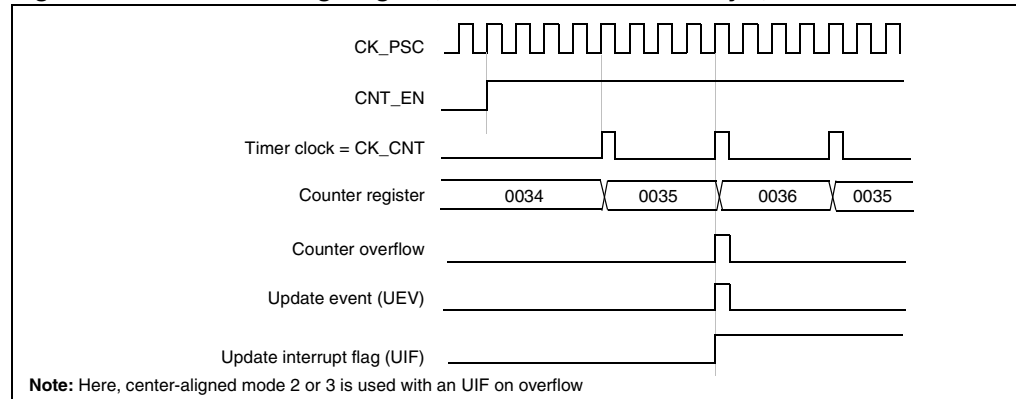 CK_PSC
CNT_EN
Timer clock = CK_CNT
Counter register 0034 0035 0036 0035
Counter overflow
Update event (UEV)
Update interrupt flag (UIF)
Note: Here, center-aligned mode 2 or 3 is used with an UIF on overflow